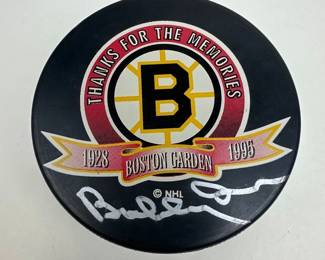 THANKS FOR THE MEMORIES
B
1928 BOSTON GARDEN 1995
© NHL